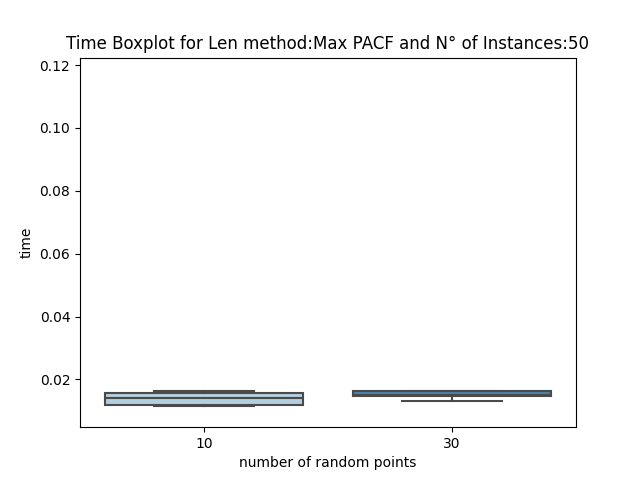 Time Boxplot for Len method:Max PACF and N° of Instances:50
0.12
0.10
0.08
0.06
0.04
0.02
time
10 30
number of random points